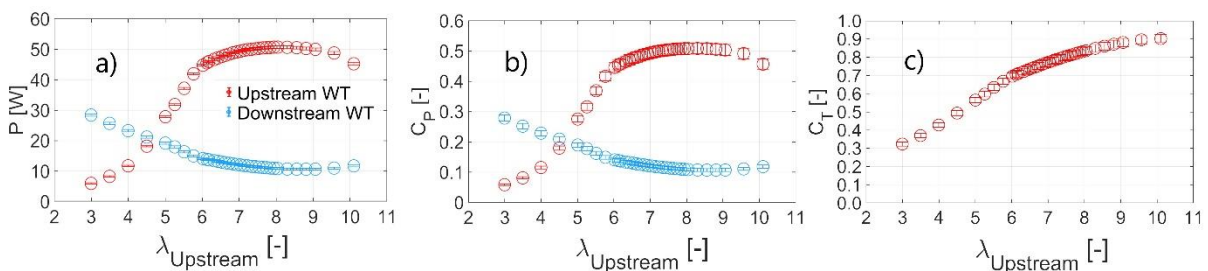 60
50
40
30
20
10
0
P [W]
a)
Upstream WT
Downstream WT
2 3 4 5 6 7 8 9 10 11
λUpstream [-]
0.6
0.5
0.4
0.3
0.2
0.1
0
CP [-]
b)
2 3 4 5 6 7 8 9 10 11
λUpstream [-]
1.0
0.9
0.8
0.7
0.6
0.5
0.4
0.3
0.2
0.1
0.0
CT [-]
c)
2 3 4 5 6 7 8 9 10 11
λUpstream [-]